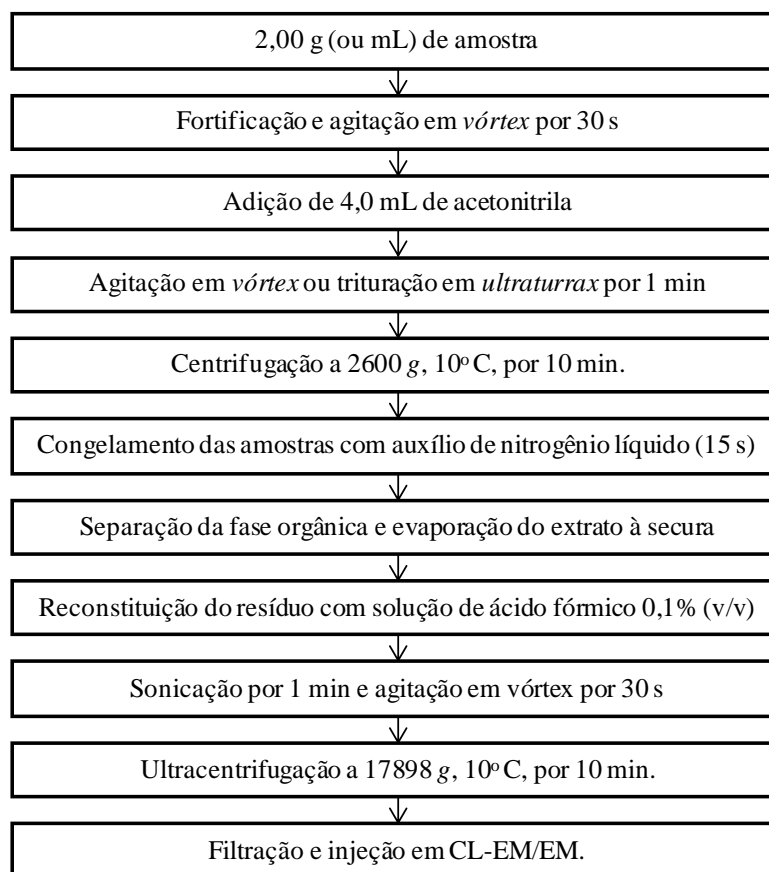 2,00 g (ou mL) de amostra
Fortificação e agitação em vórtex por 30 s
Adição de 4,0 mL de acetonitrila
Agitação em vórtex ou trituração em ultraturrax por 1 min
Centrifugação a 2600 g, 10º C, por 10 min.
Congelamento das amostras com auxílio de nitrogênio líquido (15 s)
Separação da fase orgânica e evaporação do extrato à secura
Reconstituição do resíduo com solução de ácido fórmico 0,1% (v/v)
Sonicação por 1 min e agitação em vórtex por 30 s
Ultracentrifugação a 17898 g, 10º C, por 10 min.
Filtração e injeção em CL-EM/EM.